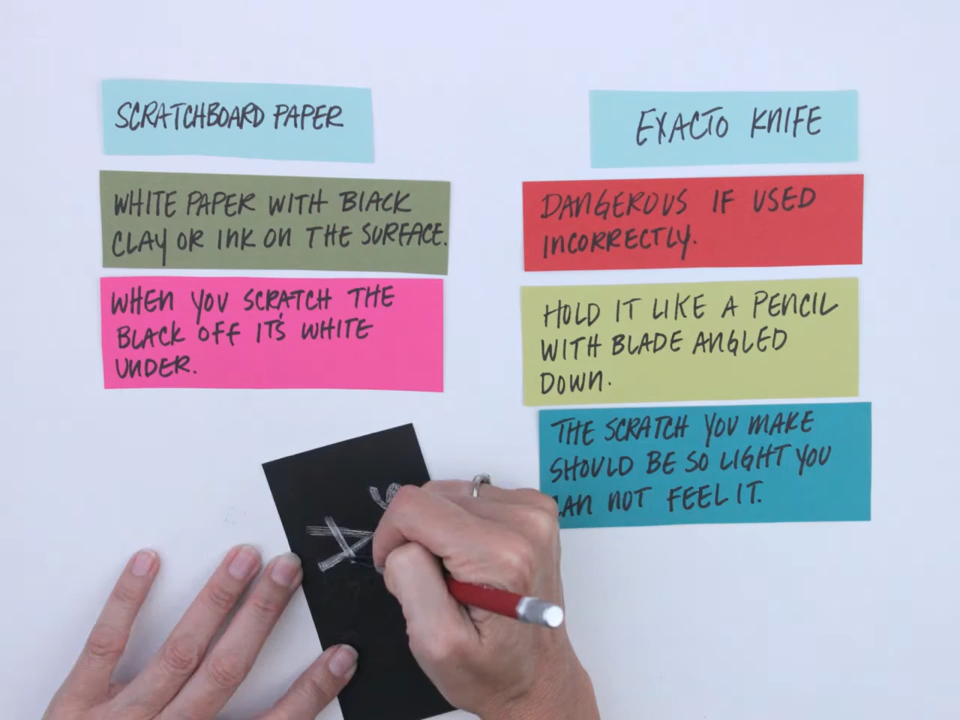 SCRATCHBOARD PAPER
WHITE PAPER WITH BLACK
CLAY OR INK ON THE SURFACE.
WHEN YOU SCRATCH THE
BLACK OFF IT'S WHITE
UNDER.
EXACTO KNIFE
DANGEROUS IF USED
INCORRECTLY.
HOLD IT LIKE A PENCIL
WITH BLADE ANGLED
DOWN.
THE SCRATCH YOU MAKE
SHOULD BE SO LIGHT YOU
CAN NOT FEEL IT.